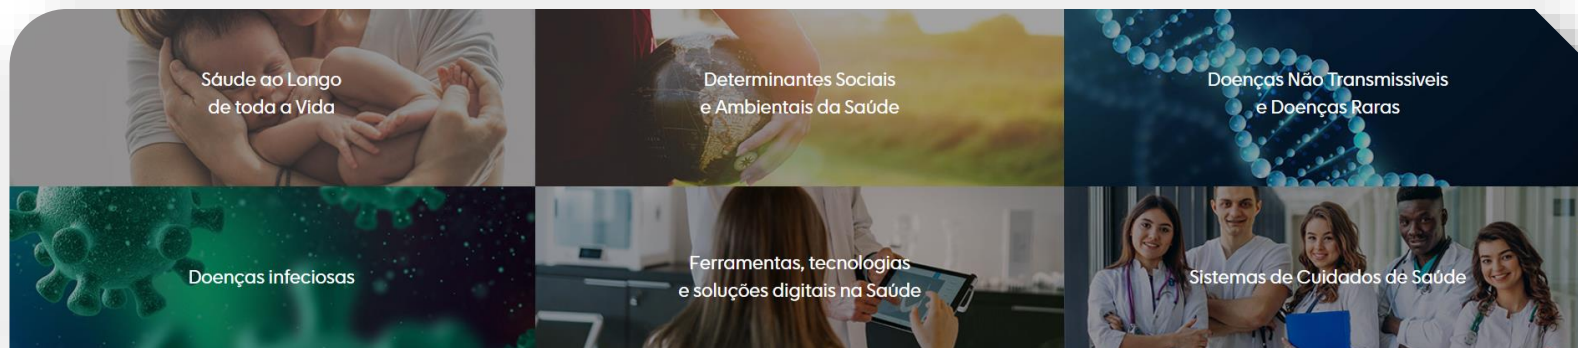 Sáude ao Longo
de toda a Vida
Determinantes Sociais
e Ambientais da Saúde
Doenças Não Transmissiveis
e Doenças Raras
Doenças infeciosas
Ferramentas, tecnologias
e soluções digitais na Saúde
Sistemas de Cuidados de Saúde